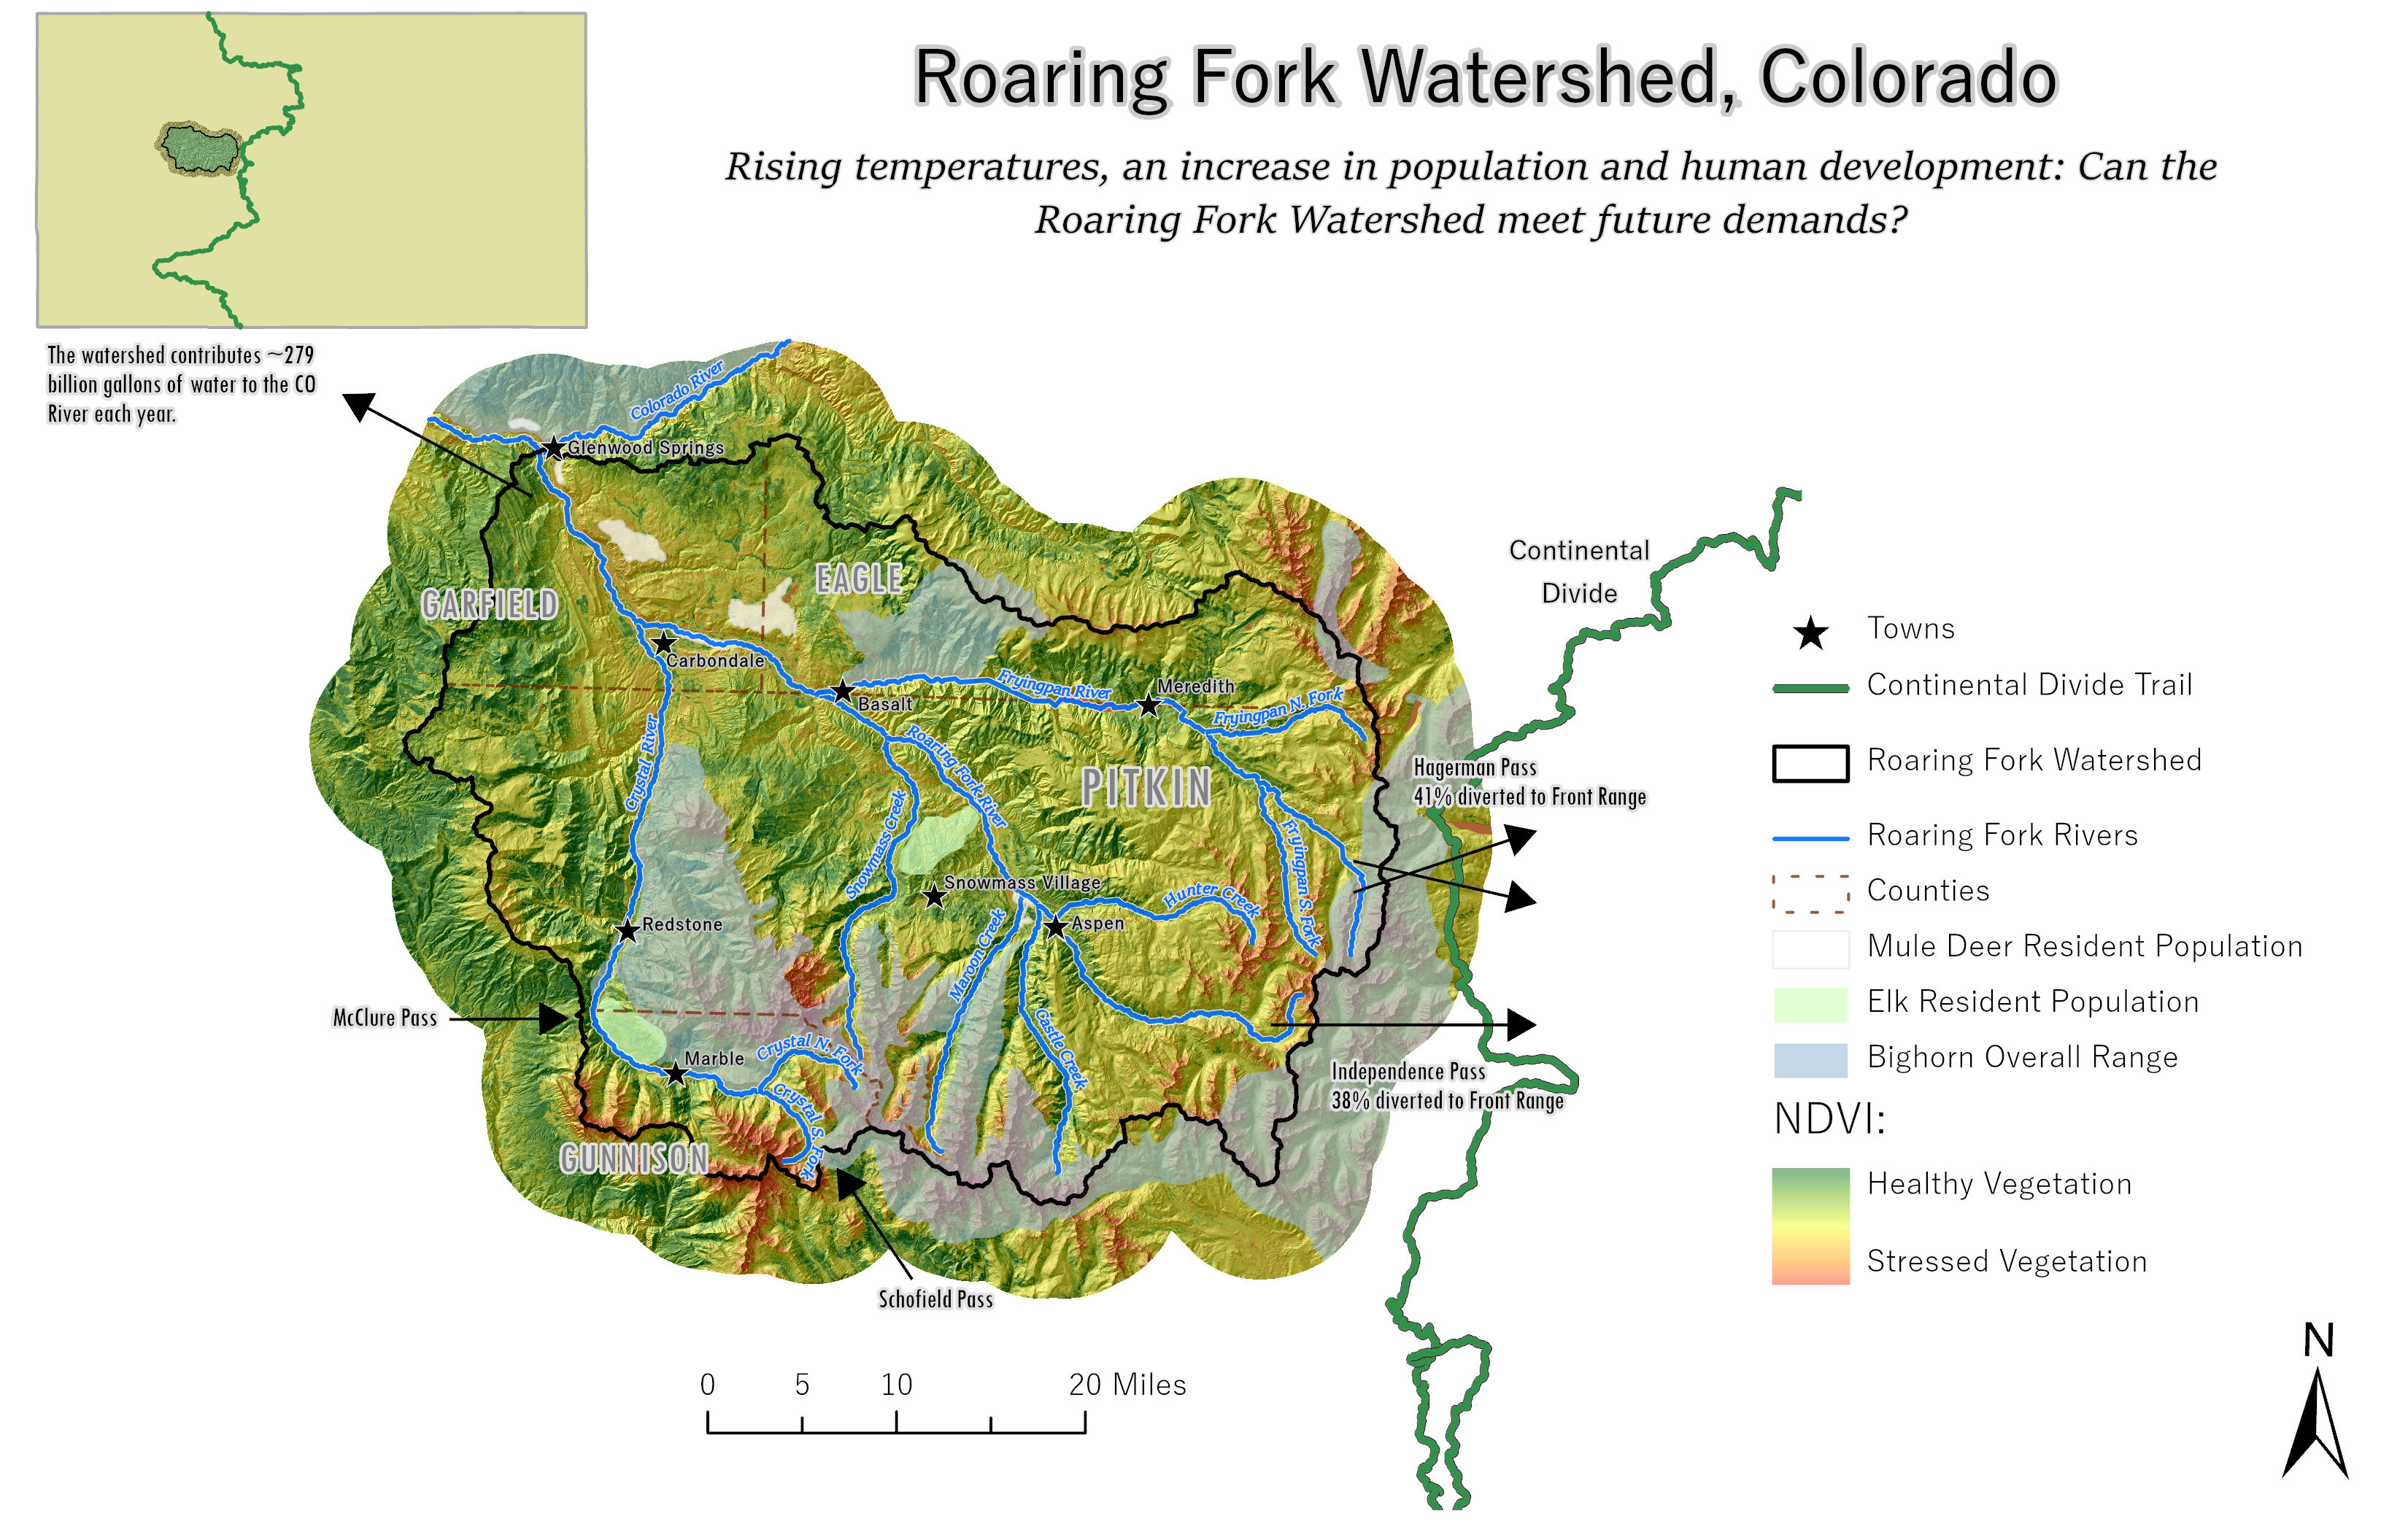 Roaring Fork Watershed, Colorado
Rising temperatures, an increase in population and human development: Can the
Roaring Fork Watershed meet future demands?
The watershed contributes ~279
billion gallons of water to the CO
River each year.
Colorado River
Glenwood Springs
GARFIELD
EAGLE
Carbondale
Basalt
Fryingpan River
Meredith
Fryingpan N. Fork
Crystal River
Roaring Fork River
PITKIN
Snowmass Creek
Snowmass Village
Hunter Creek
Fryingpan S. Fork
Redstone
Aspen
Maroon Creek
Castle Creek
McClure Pass
Marble
Crystal N. Fork
Crystal S. Fork
GUNNISON
Schofield Pass
Continental
Divide
Hagerman Pass
41% diverted to Front Range
Independence Pass
38% diverted to Front Range
Towns
Continental Divide Trail
Roaring Fork Watershed
Roaring Fork Rivers
Counties
Mule Deer Resident Population
Elk Resident Population
Bighorn Overall Range
NDVI:
Healthy Vegetation
Stressed Vegetation
0 5 10 20 Miles
N